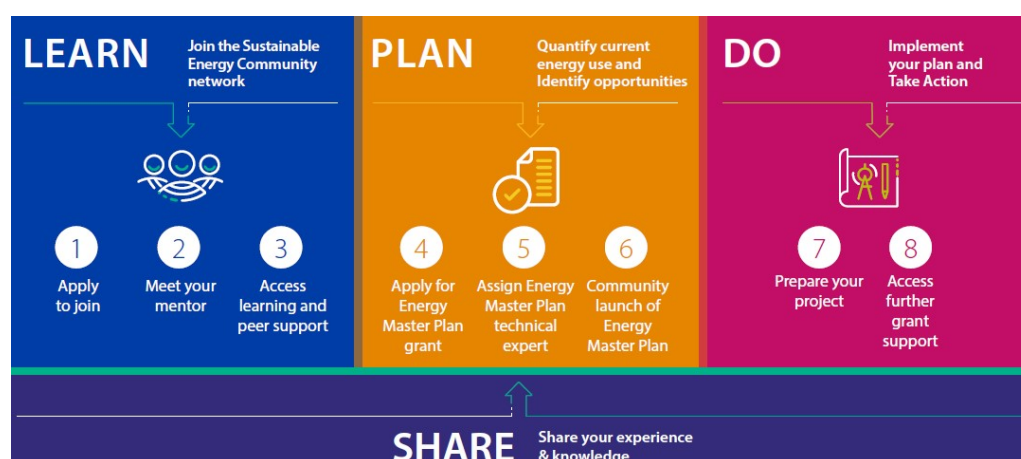 LEARN
Join the Sustainable
Energy Community
network
1
Apply
to join
2
Meet your
mentor
3
Access
learning and
peer support
PLAN
Quantify current
energy use and
Identify opportunities
4
Apply for
Energy
Master Plan
grant
5
Assign Energy
Master Plan
technical
expert
6
Community
launch of
Energy
Master Plan
DO
Implement
your plan and
Take Action
7
Prepare your
project
8
Access
further
grant
support
SHARE
Share your experience
& knowledge